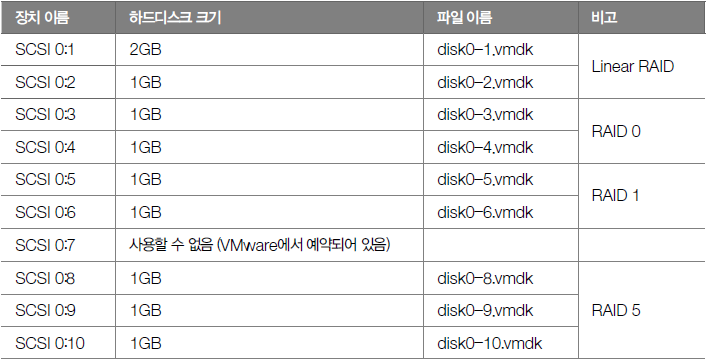 장치 이름 하드디스크 크기 파일 이름 비고
SCSI 0:1 2GB disk0-1.vmdk Linear RAID
SCSI 0:2 1GB disk0-2.vmdk
SCSI 0:3 1GB disk0-3.vmdk RAID 0
SCSI 0:4 1GB disk0-4.vmdk
SCSI 0:5 1GB disk0-5.vmdk RAID 1
SCSI 0:6 1GB disk0-6.vmdk
SCSI 0:7 사용할 수 없음 (VMware에서 예약되어 있음)
SCSI 0:8 1GB disk0-8.vmdk RAID 5
SCSI 0:9 1GB disk0-9.vmdk
SCSI 0:10 1GB disk0-10.vmdk